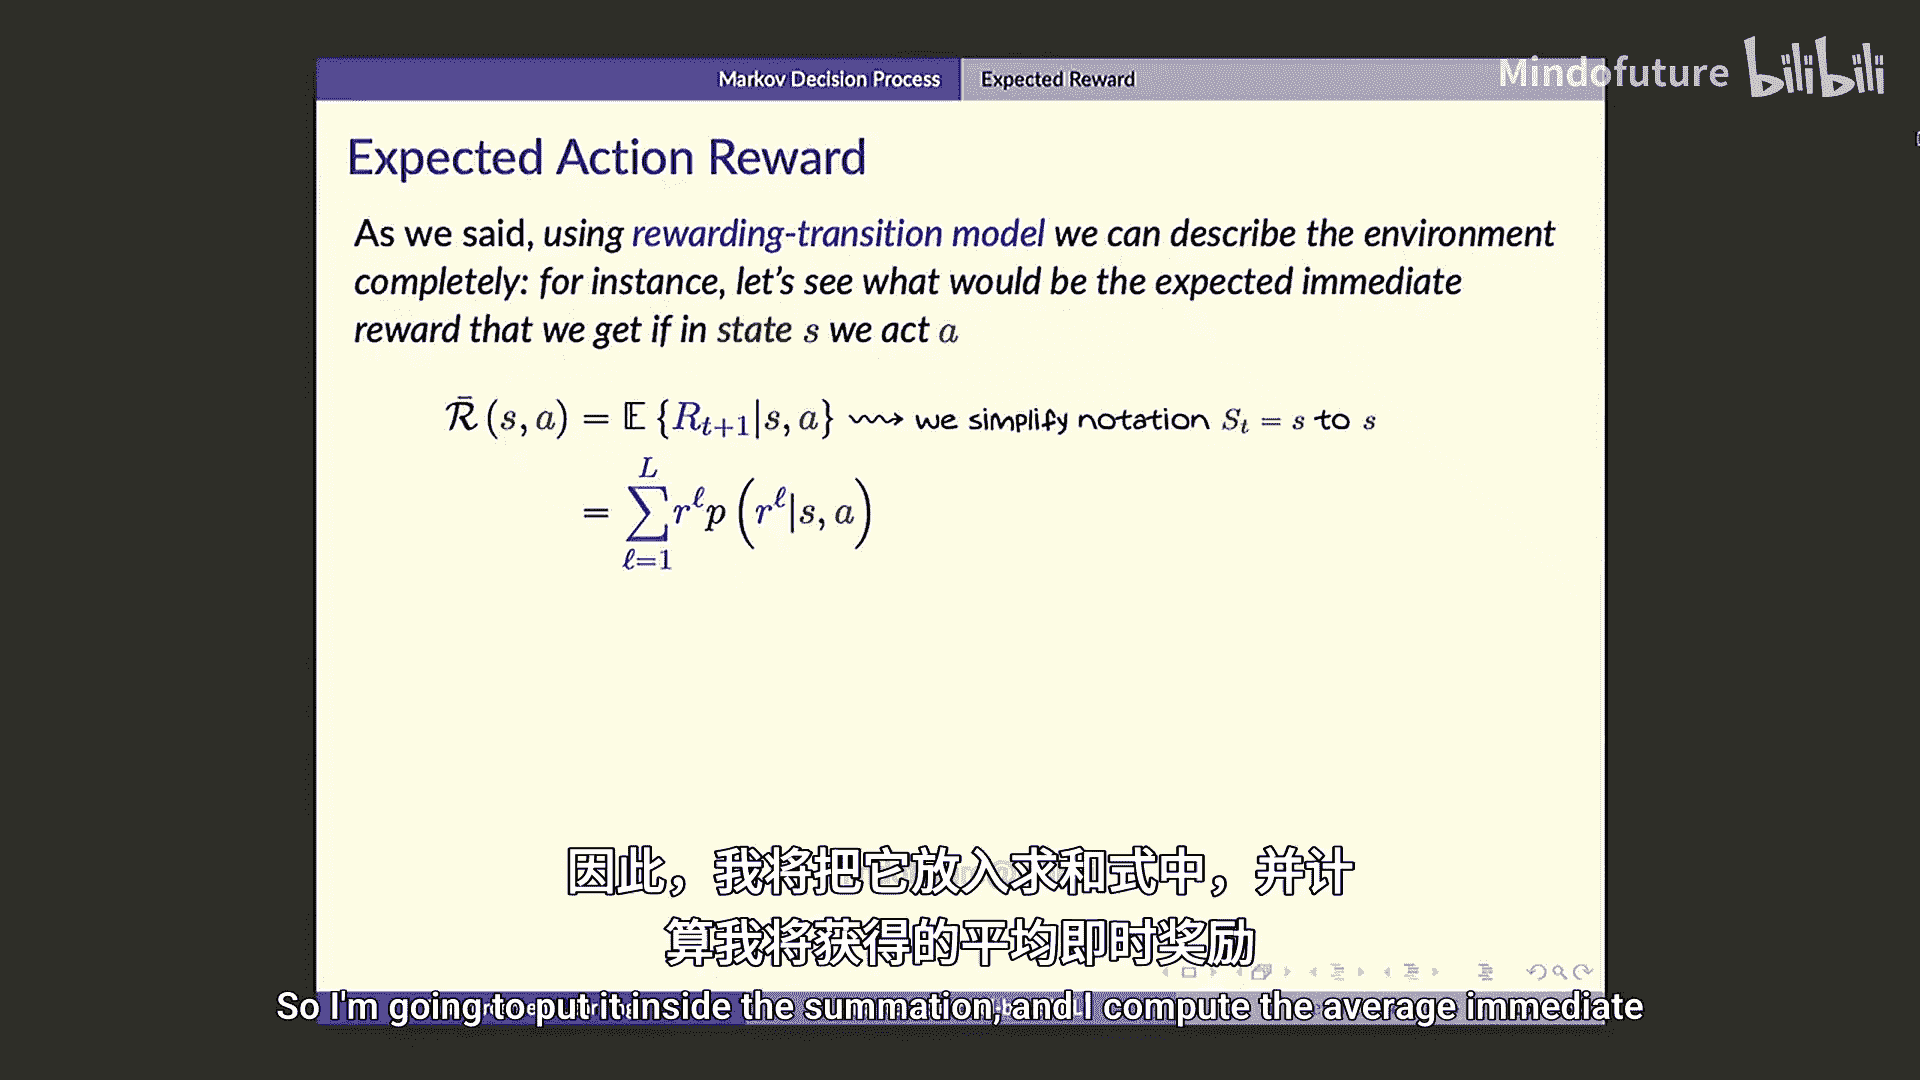 Mindofuture bilibili
Markov Decision Process Expected Reward
Expected Action Reward
As we said, using rewarding-transition model we can describe the environment
completely: for instance, let's see what would be the expected immediate
reward that we get if in state s we act a
R̄ (s, a) = 𝔼 {R_{t+1}|s, a} ⇝ we simplify notation S_t = s to s
= ∑_{ℓ=1}^{L} r^ℓ p (r^ℓ|s, a)
因此，我将把它放入求和式中，并计
算我将获得的平均即时奖励
So I'm going to put it inside the summation, and I compute the average immediate